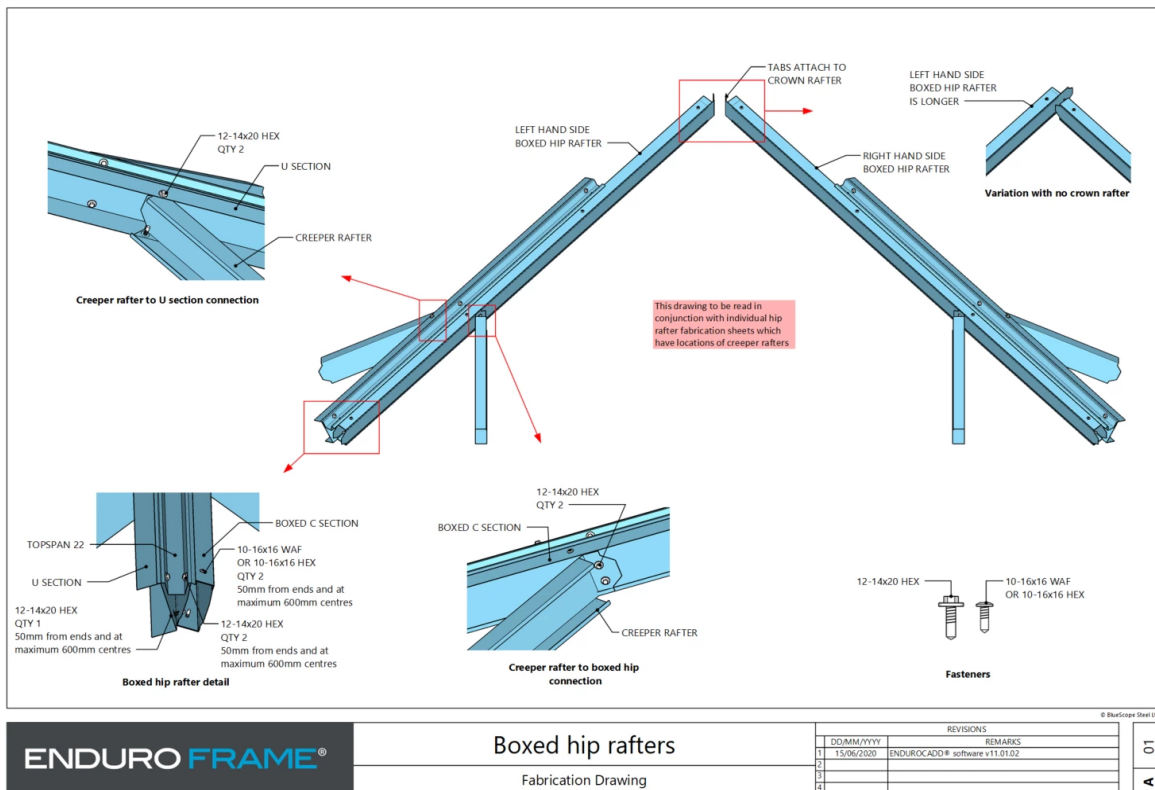 TABS ATTACH TO
CROWN RAFTER
LEFT HAND SIDE
BOXED HIP RAFTER
IS LONGER
12-14x20 HEX
QTY 2
U SECTION
CREEPER RAFTER
Creeper rafter to U section connection
LEFT HAND SIDE
BOXED HIP RAFTER
RIGHT HAND SIDE
BOXED HIP RAFTER
Variation with no crown rafter
This drawing to be read in
conjunction with individual hip
rafter fabrication sheets which
have locations of creeper rafters
TOPSPAN 22
U SECTION
12-14x20 HEX
QTY 1
50mm from ends and at
maximum 600mm centres
BOXED C SECTION
10-16x16 WAF
OR 10-16x16 HEX
QTY 2
50mm from ends and at
maximum 600mm centres
12-14x20 HEX
QTY 2
50mm from ends and at
maximum 600mm centres
Boxed hip rafter detail
12-14x20 HEX
QTY 2
BOXED C SECTION
CREEPER RAFTER
Creeper rafter to boxed hip
connection
12-14x20 HEX
10-16x16 WAF
OR 10-16x16 HEX
Fasteners
© BlueScope Steel
ENDURO FRAME®
Boxed hip rafters
Fabrication Drawing
REVISIONS
DD/MM/YYYY REMARKS
1 15/06/2020 ENDUROCADD® software v11.01.02
2
3
4
01
A